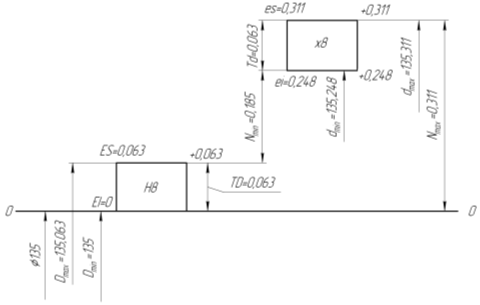 es=0,311
+0,311
Td=0,063
x8
ei=0,248
+0,248
dmin=135,248
dmax=135,311
Nmin=0,185
Nmax=0,311
ES=0,063
+0,063
H8
TD=0,063
EI=0
0
0
ϕ135
Dmax=135,063
Dmin=135